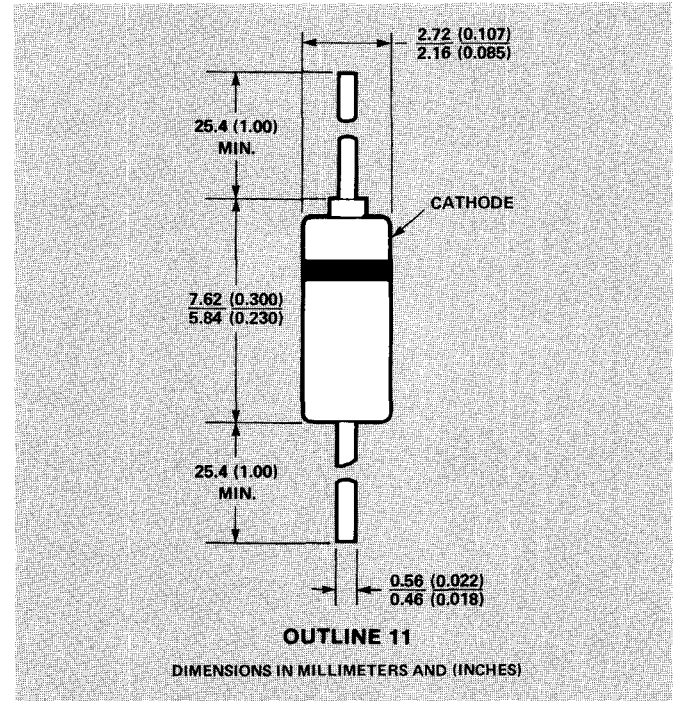 2.72 (0.107)
2.16 (0.085)
25.4 (1.00)
MIN.
CATHODE
7.62 (0.300)
5.84 (0.230)
25.4 (1.00)
MIN.
0.56 (0.022)
0.46 (0.018)
OUTLINE 11
DIMENSIONS IN MILLIMETERS AND (INCHES)